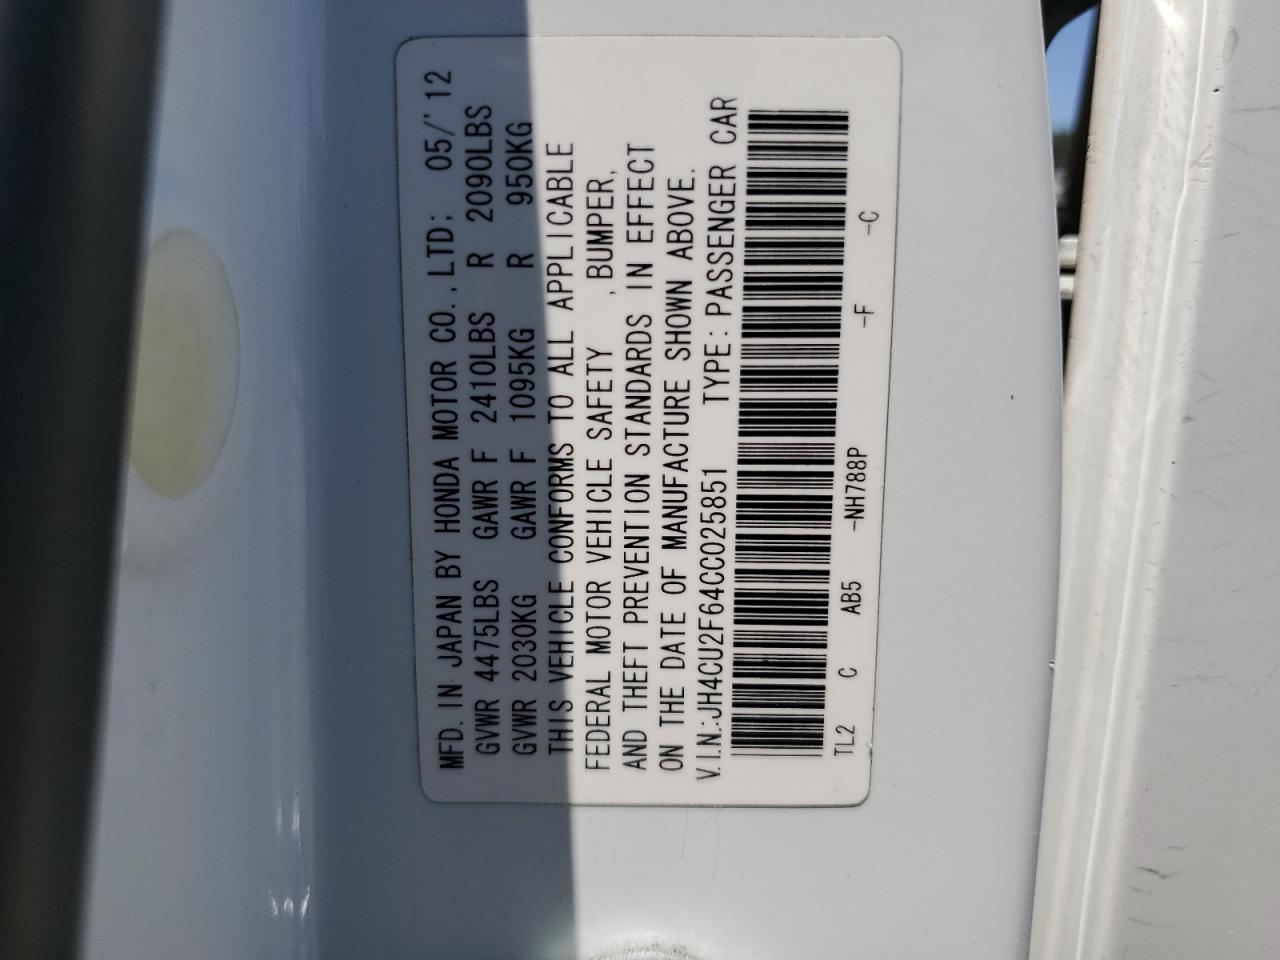 MFD. IN JAPAN BY HONDA MOTOR CO., LTD; 05/'12
GVWR 4475LBS GAWR F 2410LBS R 2090LBS
GVWR 2030KG GAWR F 1095KG R 950KG
THIS VEHICLE CONFORMS TO ALL APPLICABLE
FEDERAL MOTOR VEHICLE SAFETY ,BUMPER,
AND THEFT PREVENTION STANDARDS IN EFFECT
ON THE DATE OF MANUFACTURE SHOWN ABOVE.
V.I.N.:JH4CU2F64CC025851 TYPE: PASSENGER CAR
TL2 C AB5 -NH788P -F -C